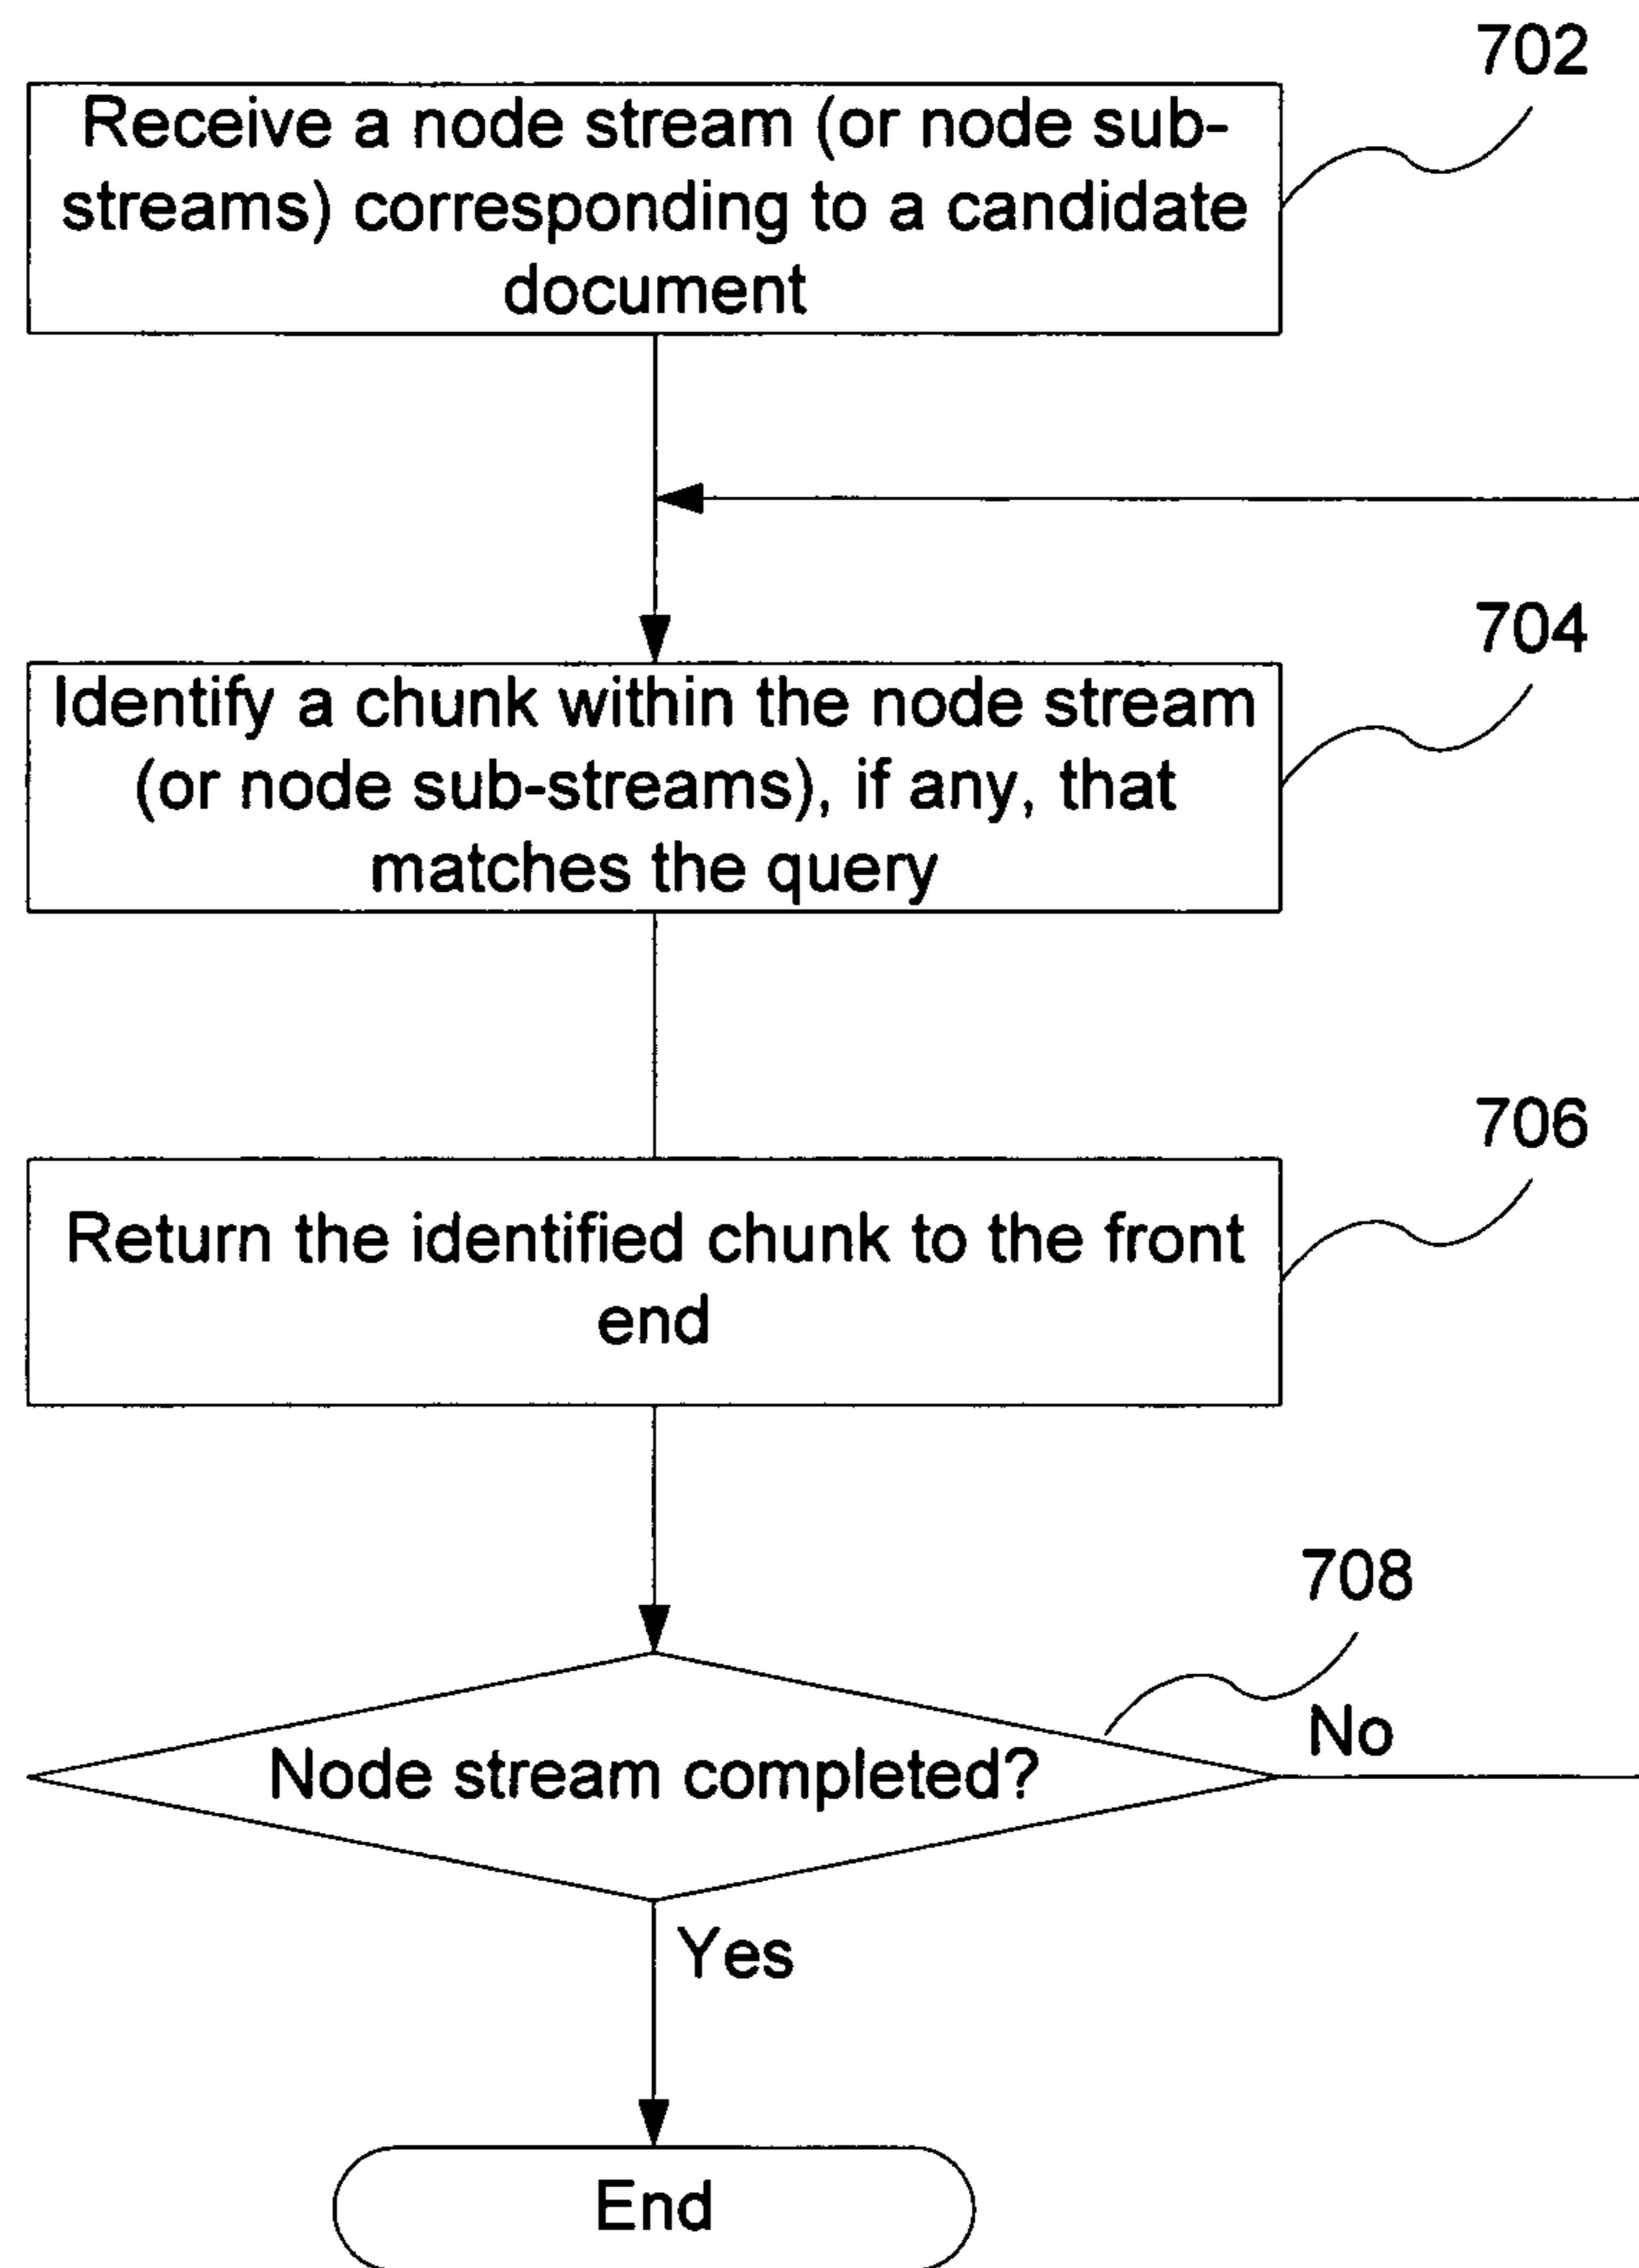 702
Receive a node stream (or node sub-
streams) corresponding to a candidate
document
704
Identify a chunk within the node stream
(or node sub-streams), if any, that
matches the query
706
Return the identified chunk to the front
end
708
No
Node stream completed?
Yes
End